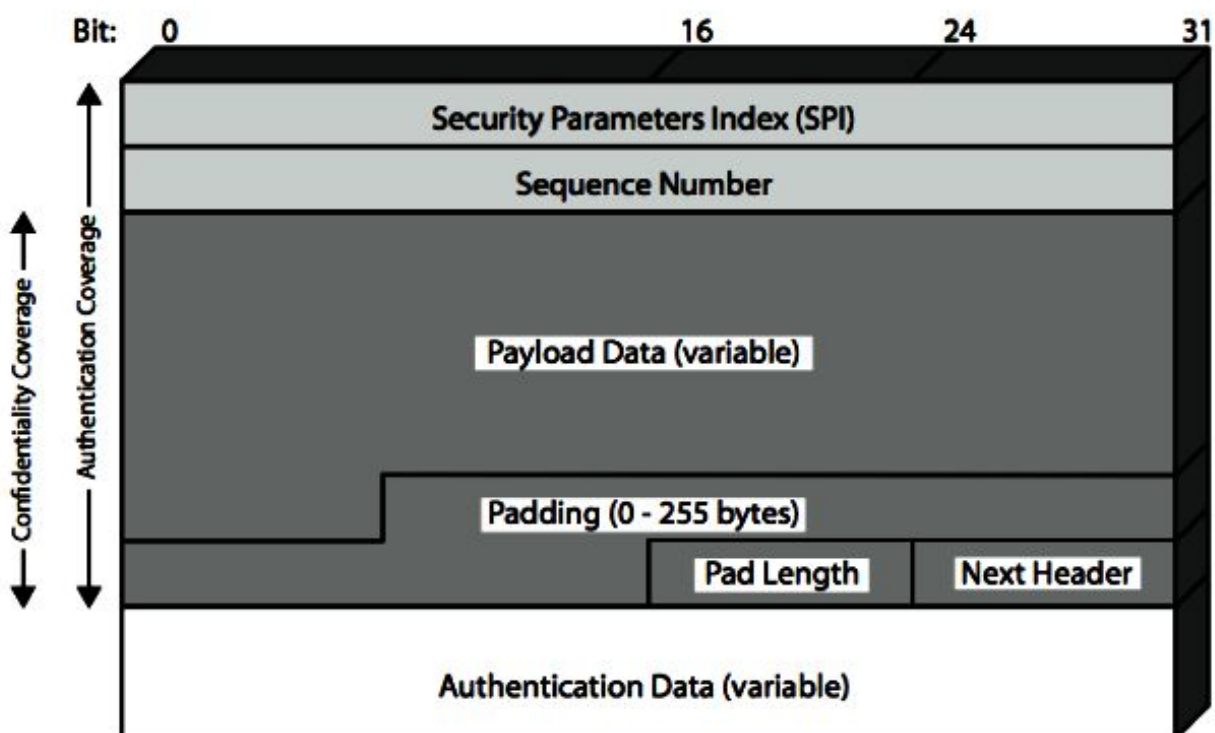 Bit: 0 16 24 31
Security Parameters Index (SPI)
Sequence Number
Confidentiality Coverage
Authentication Coverage
Payload Data (variable)
Padding (0 - 255 bytes)
Pad Length Next Header
Authentication Data (variable)